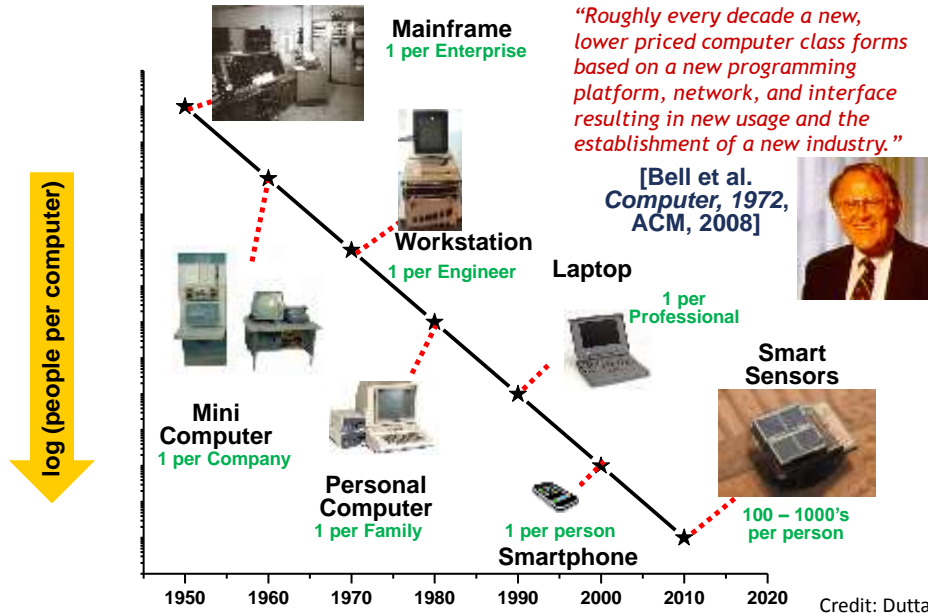 Mainframe
1 per Enterprise
“Roughly every decade a new,
lower priced computer class forms
based on a new programming
platform, network, and interface
resulting in new usage and the
establishment of a new industry.”
[Bell et al.
Computer, 1972,
ACM, 2008]
log (people per computer)
Workstation
1 per Engineer
Laptop
1 per
Professional
Smart
Sensors
Mini
Computer
1 per Company
Personal
Computer
1 per Family
1 per person
Smartphone
100 – 1000's
per person
1950 1960 1970 1980 1990 2000 2010 2020
Credit: Dutta